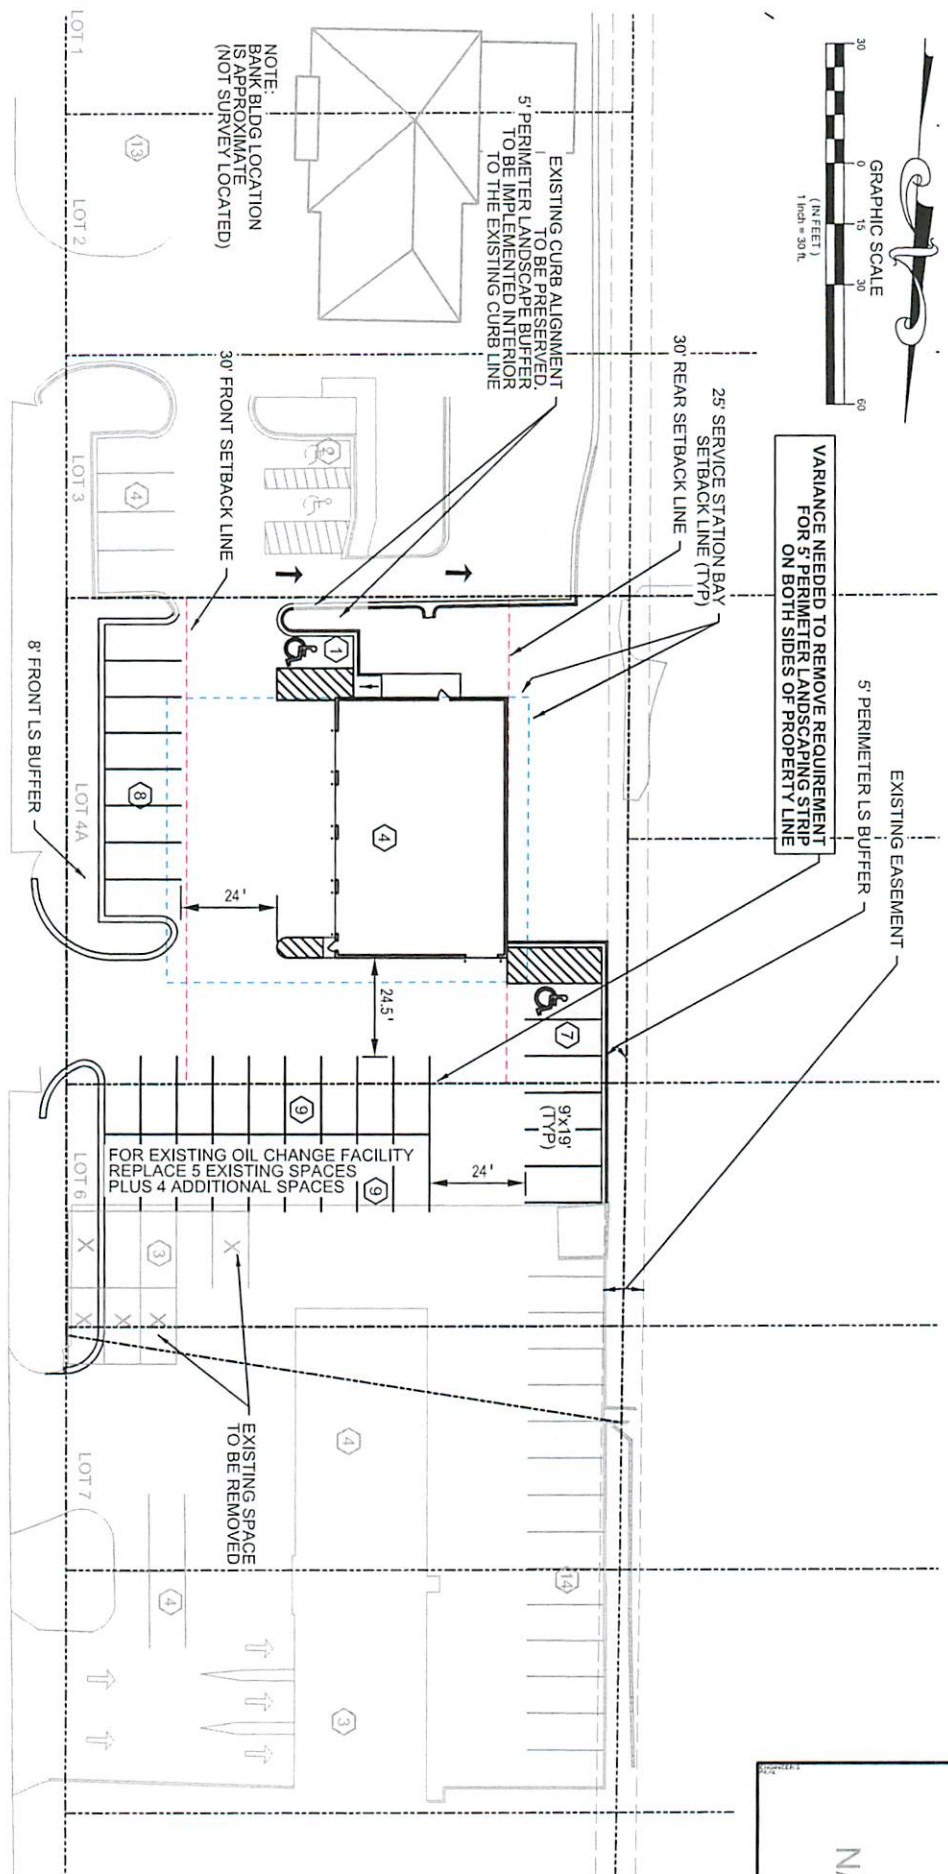 GRAPHIC SCALE
30
0
15
30
60
( IN FEET )
1 inch = 30 ft.
VARIANCE NEEDED TO REMOVE REQUIREMENT
FOR 5' PERIMETER LANDSCAPING STRIP
ON BOTH SIDES OF PROPERTY LINE
EXISTING EASEMENT
5' PERIMETER LS BUFFER
25' SERVICE STATION BAY
SETBACK LINE (TYP)
30' REAR SETBACK LINE
EXISTING CURB ALIGNMENT
TO BE PRESERVED.
5' PERIMETER LANDSCAPE BUFFER
TO BE IMPLEMENTED INTERIOR
TO THE EXISTING CURB LINE
NOTE:
BANK BLDG LOCATION
IS APPROXIMATE
(NOT SURVEY LOCATED)
30' FRONT SETBACK LINE
8' FRONT LS BUFFER
LOT 1
LOT 2
LOT 3
LOT 4A
LOT 6
LOT 7
13
4
2
1
8
4
7
9
9
3
4
4
3
14
24'
24.5'
24'
9'x19'
(TYP)
FOR EXISTING OIL CHANGE FACILITY
REPLACE 5 EXISTING SPACES
PLUS 4 ADDITIONAL SPACES
X
X
X
X
X
EXISTING SPACE
TO BE REMOVED